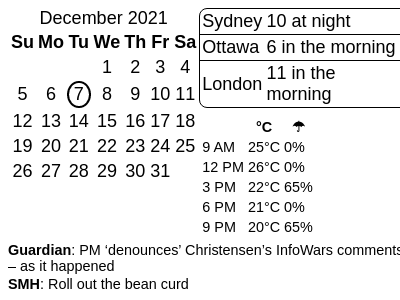 December 2021
Su Mo Tu We Th Fr Sa
1 2 3 4
5 6 7 8 9 10 11
12 13 14 15 16 17 18
19 20 21 22 23 24 25
26 27 28 29 30 31
Sydney 10 at night
Ottawa 6 in the morning
London 11 in the
morning
°C ☂
9 AM 25°C 0%
12 PM 26°C 0%
3 PM 22°C 65%
6 PM 21°C 0%
9 PM 20°C 65%
Guardian: PM ‘denounces’ Christensen’s InfoWars comments
– as it happened
SMH: Roll out the bean curd